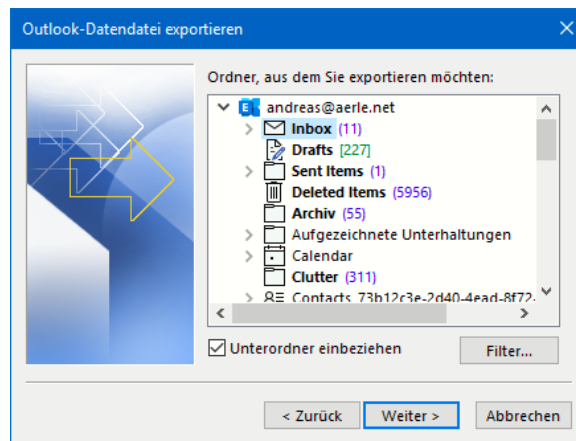 Outlook-Datendatei exportieren
Ordner, aus dem Sie exportieren möchten:
andreas@aerle.net
Inbox (11)
Drafts [227]
Sent Items (1)
Deleted Items (5956)
Archiv (55)
Aufgezeichnete Unterhaltungen
Calendar
Clutter (311)
Contacts_73b12c3e-2d40-4ead-8f72-
Unterordner einbeziehen
Filter...
< Zurück
Weiter >
Abbrechen